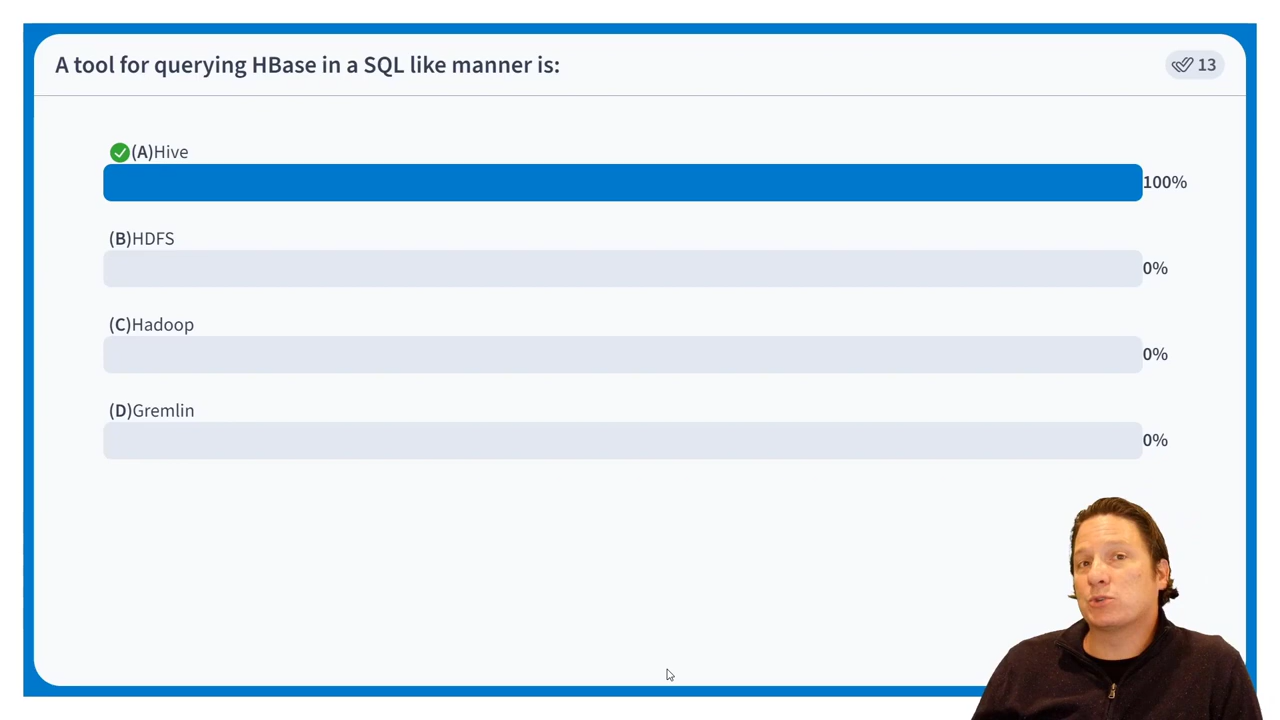 A tool for querying HBase in a SQL like manner is:
13
(A)Hive
100%
(B)HDFS
0%
(C)Hadoop
0%
(D)Gremlin
0%